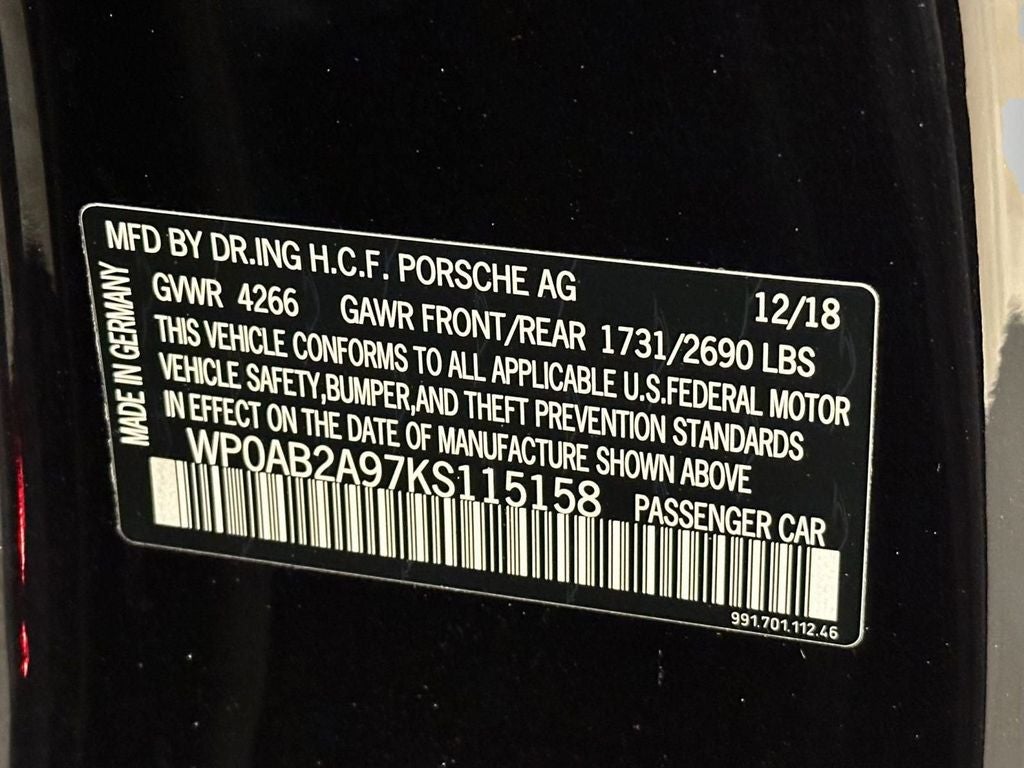 MFD BY DR.ING H.C.F. PORSCHE AG 12/18
GVWR 4266 GAWR FRONT/REAR 1731/2690 LBS
THIS VEHICLE CONFORMS TO ALL APPLICABLE U.S.FEDERAL MOTOR
VEHICLE SAFETY,BUMPER,AND THEFT PREVENTION STANDARDS
IN EFFECT ON THE DATE OF MANUFACTURE SHOWN ABOVE
WP0AB2A97KS115158 PASSENGER CAR
991.701.112.46
MADE IN GERMANY